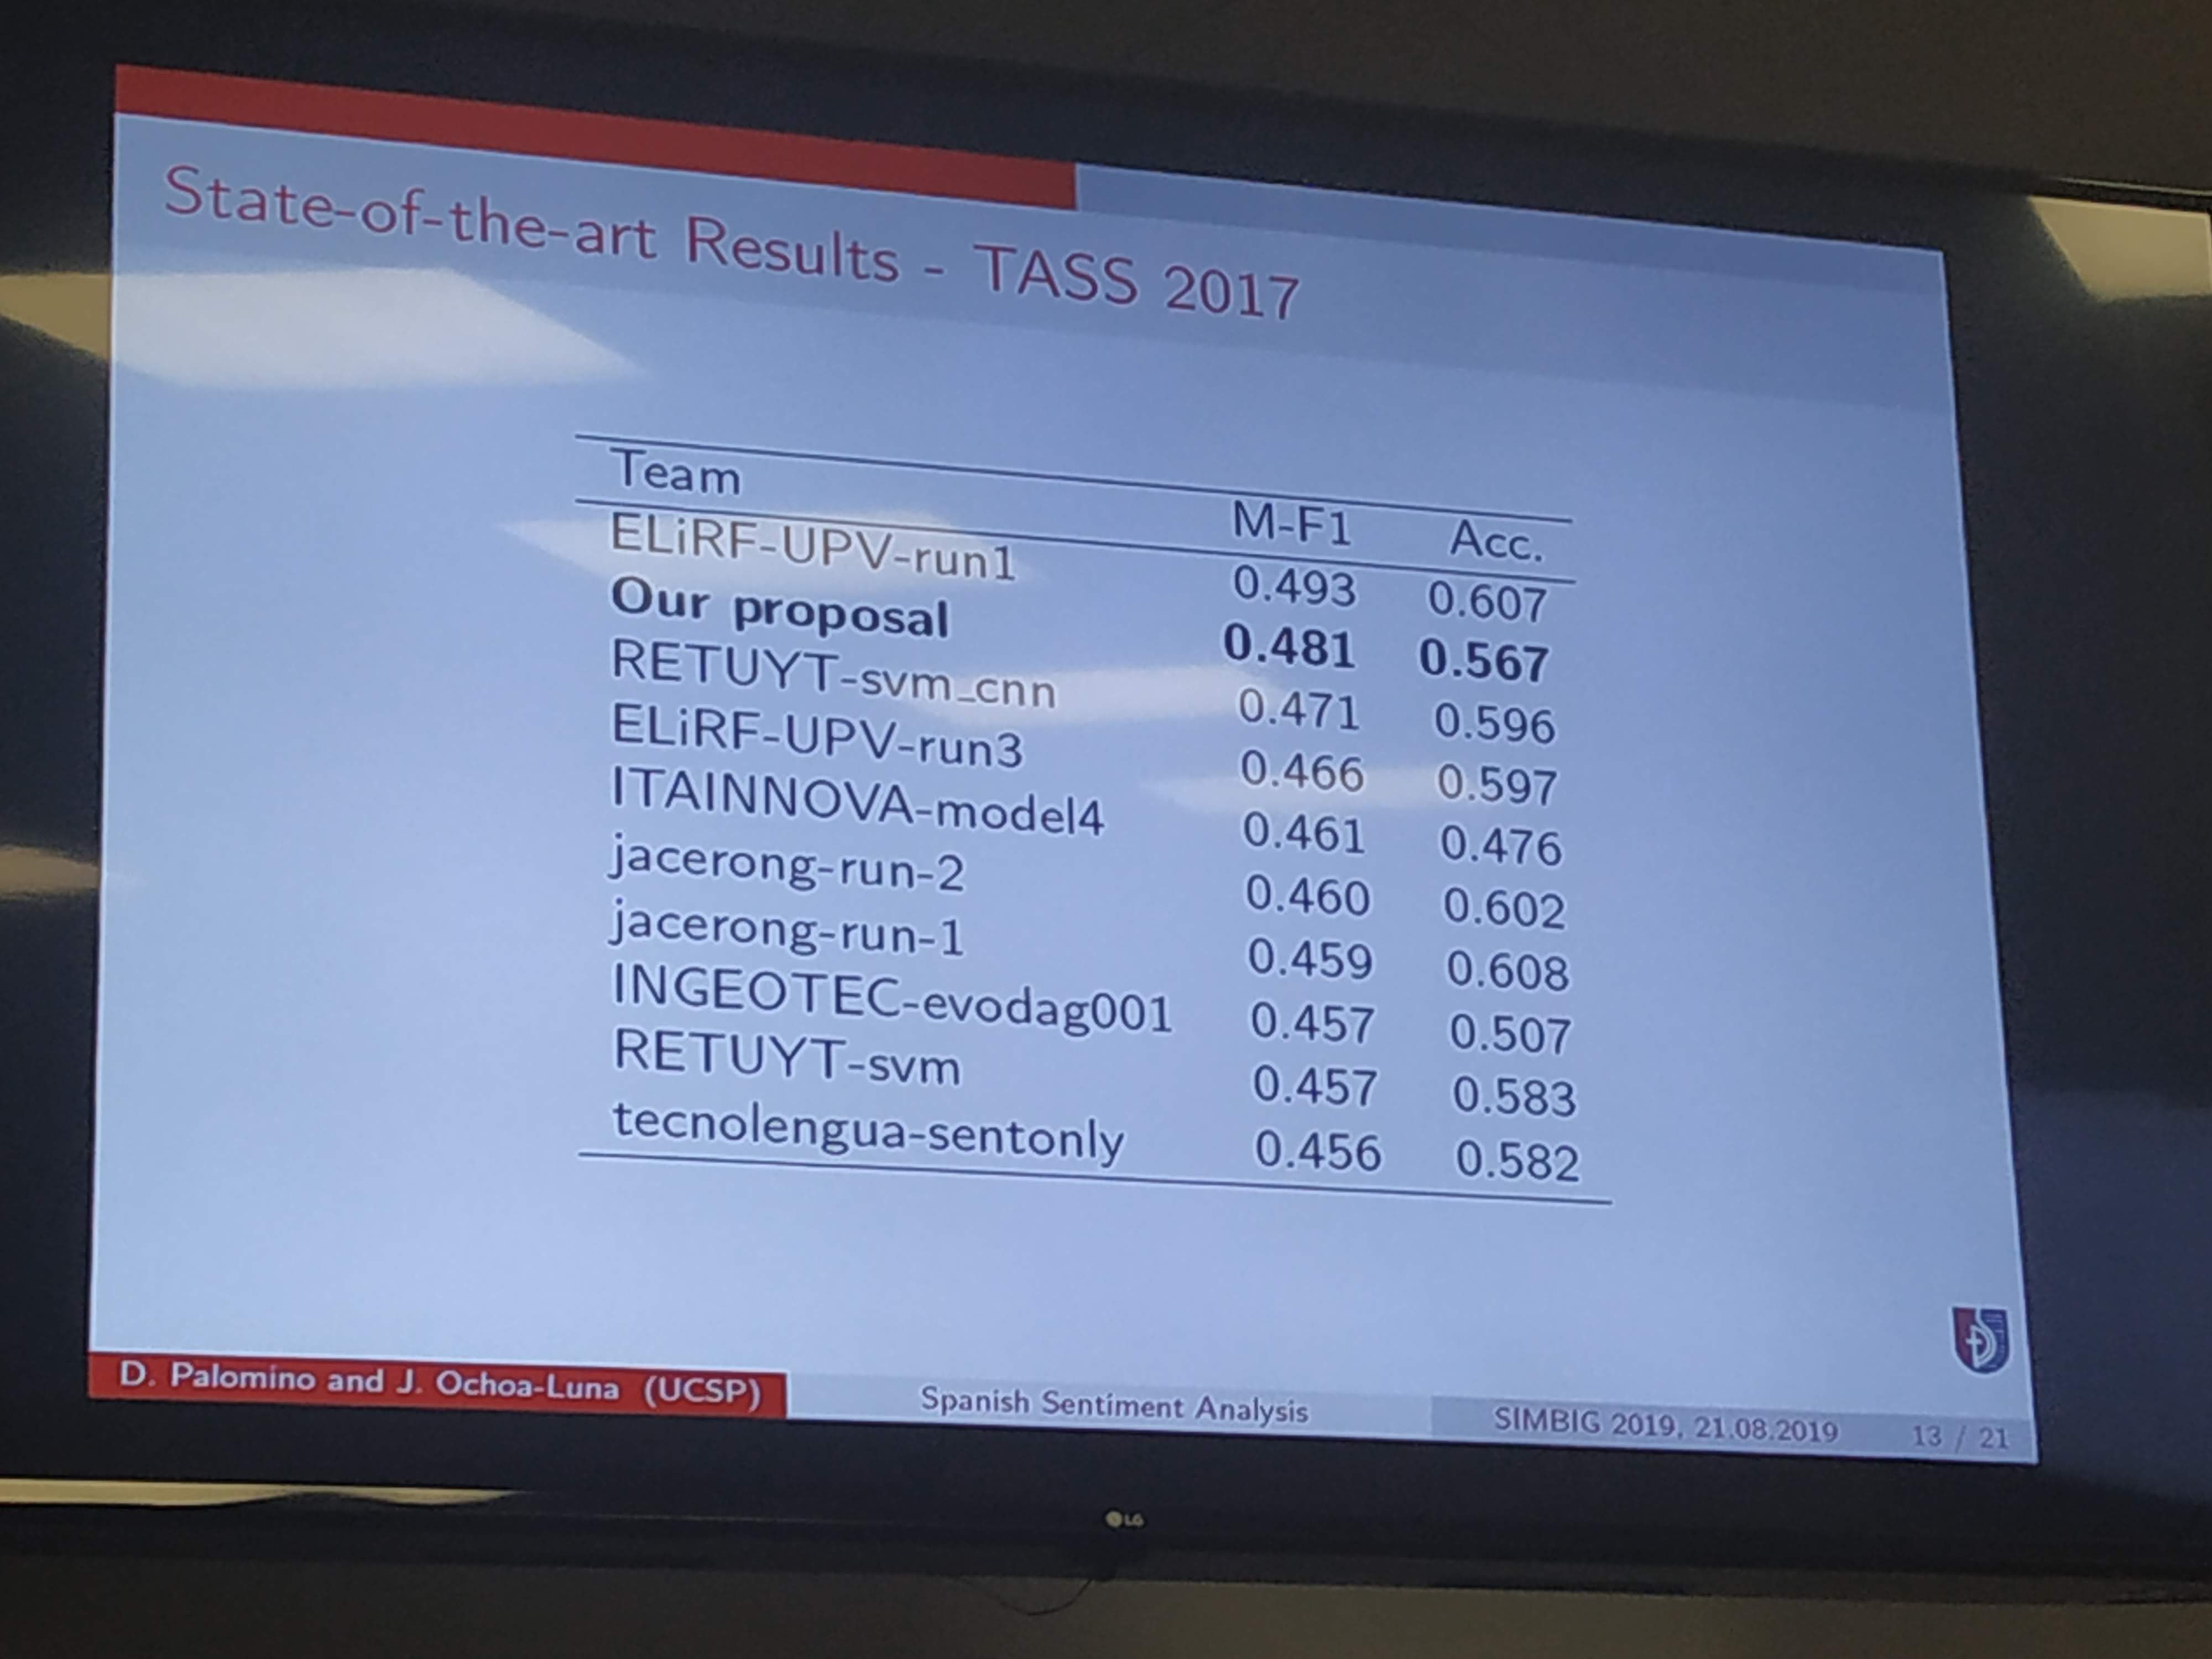 State-of-the-art Results - TASS 2017
Team M-F1 Acc.
ELiRF-UPV-run1 0.493 0.607
Our proposal 0.481 0.567
RETUYT-svm_cnn 0.471 0.596
ELiRF-UPV-run3 0.466 0.597
ITAINNOVA-model4 0.461 0.476
jacerong-run-2 0.460 0.602
jacerong-run-1 0.459 0.608
INGEOTEC-evodag001 0.457 0.507
RETUYT-svm 0.457 0.583
tecnolengua-sentonly 0.456 0.582
D. Palomino and J. Ochoa-Luna (UCSP) Spanish Sentiment Analysis SIMBIG 2019, 21.08.2019 13 / 21
LG